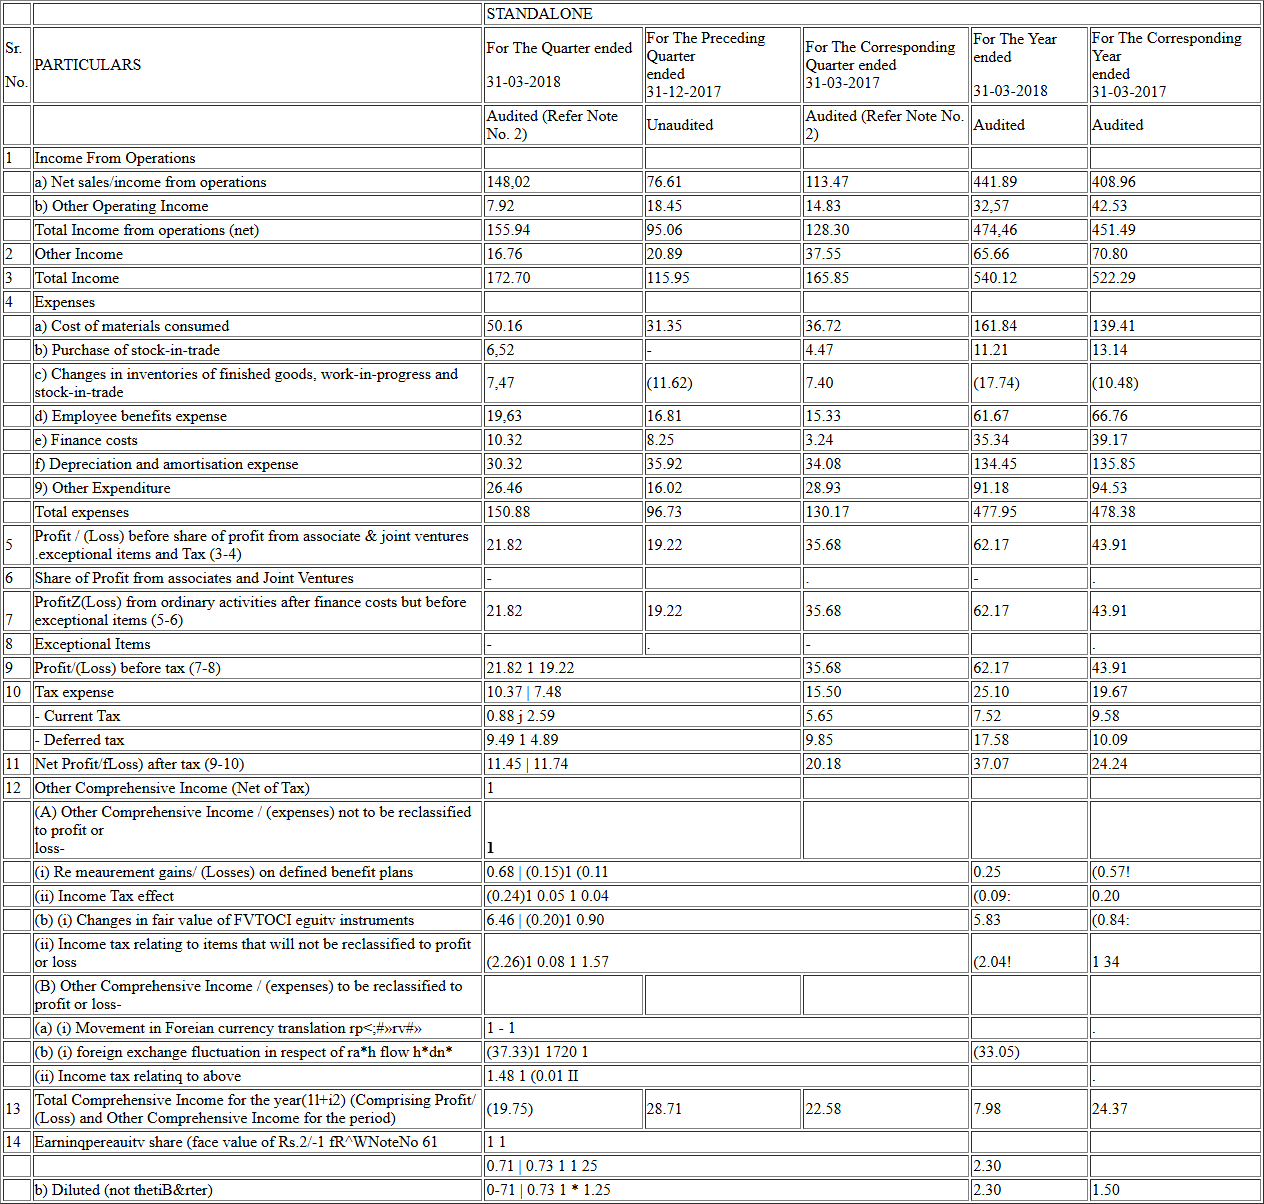 STANDALONE
Sr.
No. PARTICULARS For The Quarter ended 31-03-2018 For The Preceding Quarter ended 31-12-2017 For The Corresponding Quarter ended 31-03-2017 For The Year ended 31-03-2018 For The Corresponding Year ended 31-03-2017
Audited (Refer Note No. 2) Unaudited Audited (Refer Note No. 2) Audited Audited
1 Income From Operations
a) Net sales/income from operations 148,02 76.61 113.47 441.89 408.96
b) Other Operating Income 7.92 18.45 14.83 32,57 42.53
Total Income from operations (net) 155.94 95.06 128.30 474,46 451.49
2 Other Income 16.76 20.89 37.55 65.66 70.80
3 Total Income 172.70 115.95 165.85 540.12 522.29
4 Expenses
a) Cost of materials consumed 50.16 31.35 36.72 161.84 139.41
b) Purchase of stock-in-trade 6,52 - 4.47 11.21 13.14
c) Changes in inventories of finished goods, work-in-progress and stock-in-trade 7,47 (11.62) 7.40 (17.74) (10.48)
d) Employee benefits expense 19,63 16.81 15.33 61.67 66.76
e) Finance costs 10.32 8.25 3.24 35.34 39.17
f) Depreciation and amortisation expense 30.32 35.92 34.08 134.45 135.85
9) Other Expenditure 26.46 16.02 28.93 91.18 94.53
Total expenses 150.88 96.73 130.17 477.95 478.38
5 Profit / (Loss) before share of profit from associate & joint ventures .exceptional items and Tax (3-4) 21.82 19.22 35.68 62.17 43.91
6 Share of Profit from associates and Joint Ventures - . - .
7 ProfitZ(Loss) from ordinary activities after finance costs but before exceptional items (5-6) 21.82 19.22 35.68 62.17 43.91
8 Exceptional Items - . - .
9 Profit/(Loss) before tax (7-8) 21.82 1 19.22 35.68 62.17 43.91
10 Tax expense 10.37 | 7.48 15.50 25.10 19.67
- Current Tax 0.88 j 2.59 5.65 7.52 9.58
- Deferred tax 9.49 1 4.89 9.85 17.58 10.09
11 Net Profit/fLoss) after tax (9-10) 11.45 | 11.74 20.18 37.07 24.24
12 Other Comprehensive Income (Net of Tax) 1
(A) Other Comprehensive Income / (expenses) not to be reclassified to profit or
loss- 1
(i) Re meaurement gains/ (Losses) on defined benefit plans 0.68 | (0.15)1 (0.11 0.25 (0.57!
(ii) Income Tax effect (0.24)1 0.05 1 0.04 (0.09: 0.20
(b) (i) Changes in fair value of FVTOCI eguitv instruments 6.46 | (0.20)1 0.90 5.83 (0.84:
(ii) Income tax relating to items that will not be reclassified to profit or loss (2.26)1 0.08 1 1.57 (2.04! 1 34
(B) Other Comprehensive Income / (expenses) to be reclassified to profit or loss-
(a) (i) Movement in Foreian currency translation rp<;#»rv#» 1 - 1 .
(b) (i) foreign exchange fluctuation in respect of ra*h flow h*dn* (37.33)1 1720 1 (33.05)
(ii) Income tax relatinq to above 1.48 1 (0.01 II .
13 Total Comprehensive Income for the year(1l+i2) (Comprising Profit/ (Loss) and Other Comprehensive Income for the period) (19.75) 28.71 22.58 7.98 24.37
14 Earninqpereauitv share (face value of Rs.2/-1 fR^WNoteNo 61 1 1
0.71 | 0.73 1 1 25 2.30
b) Diluted (not thetiB&rter) 0-71 | 0.73 1 * 1.25 2.30 1.50